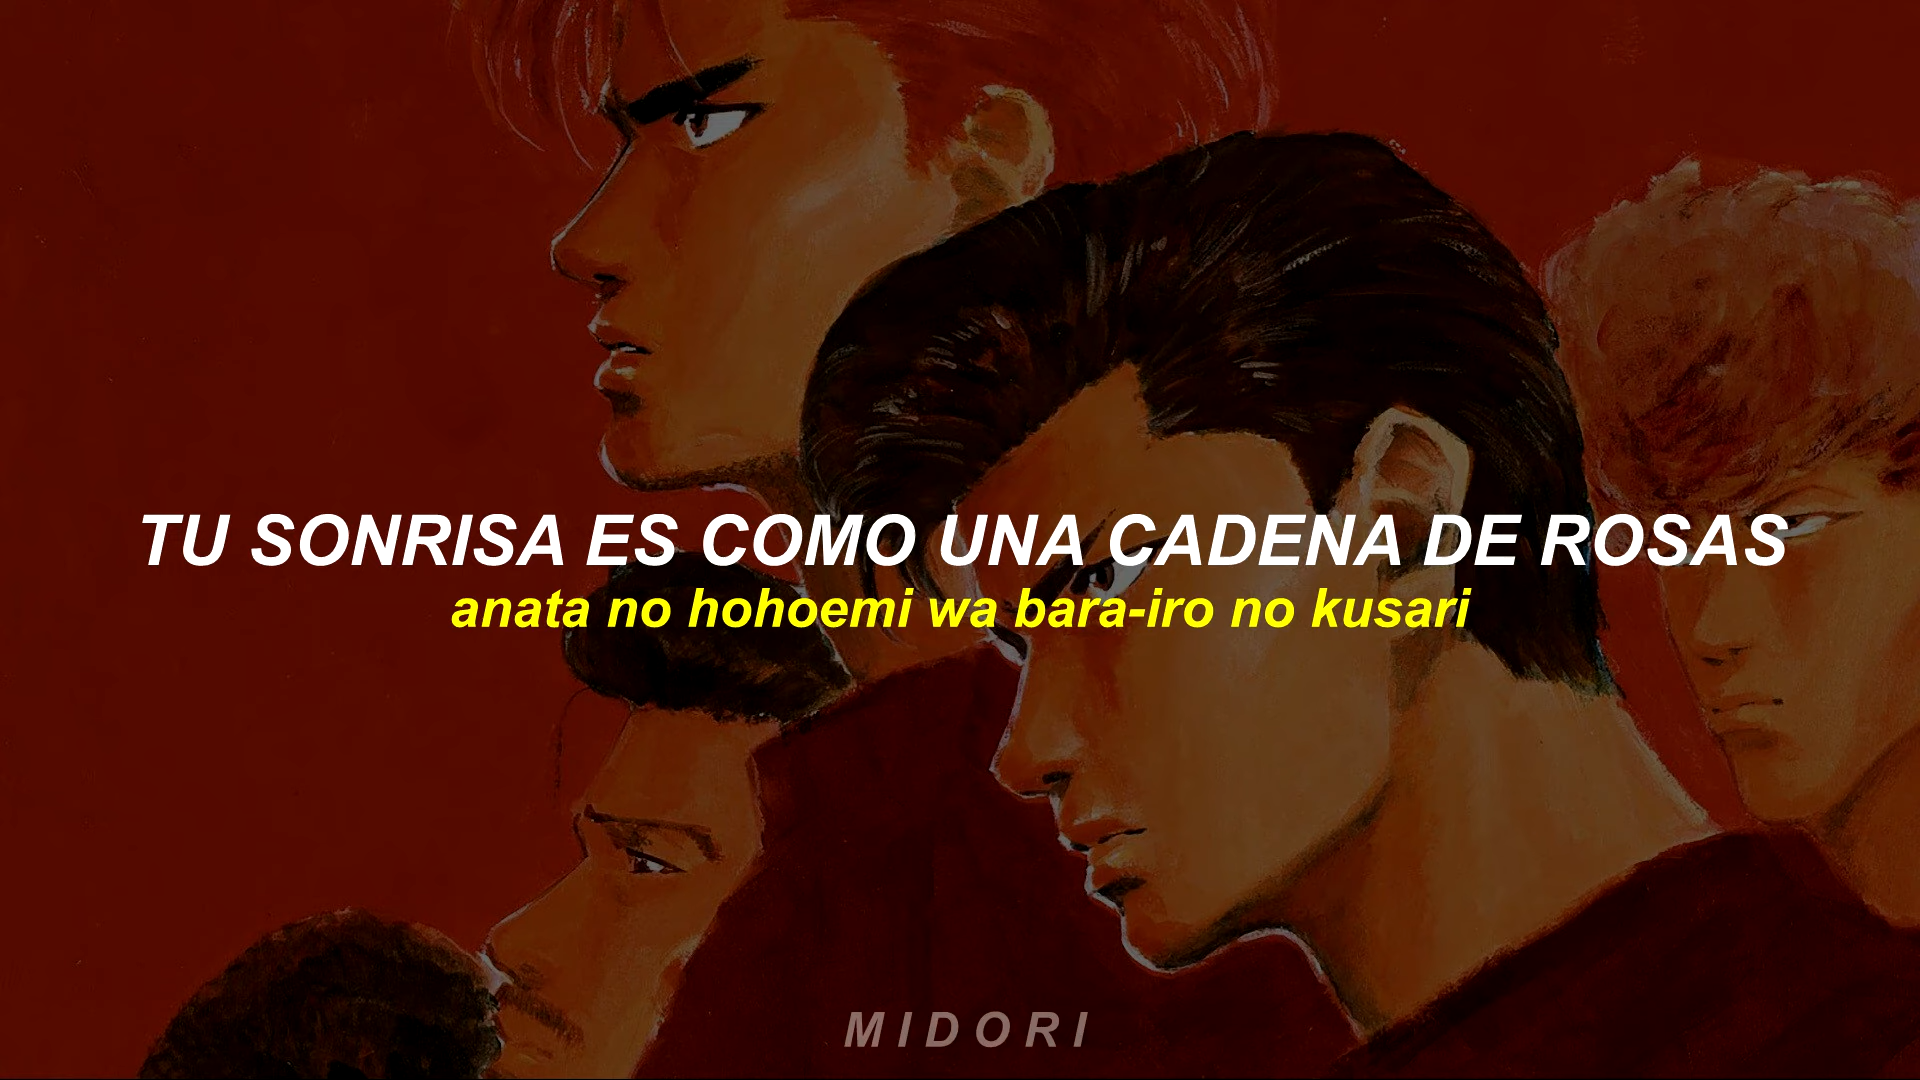 TU SONRISA ES COMO UNA CADENA DE ROSAS
anata no hohoemi wa bara-iro no kusari
MIDORI